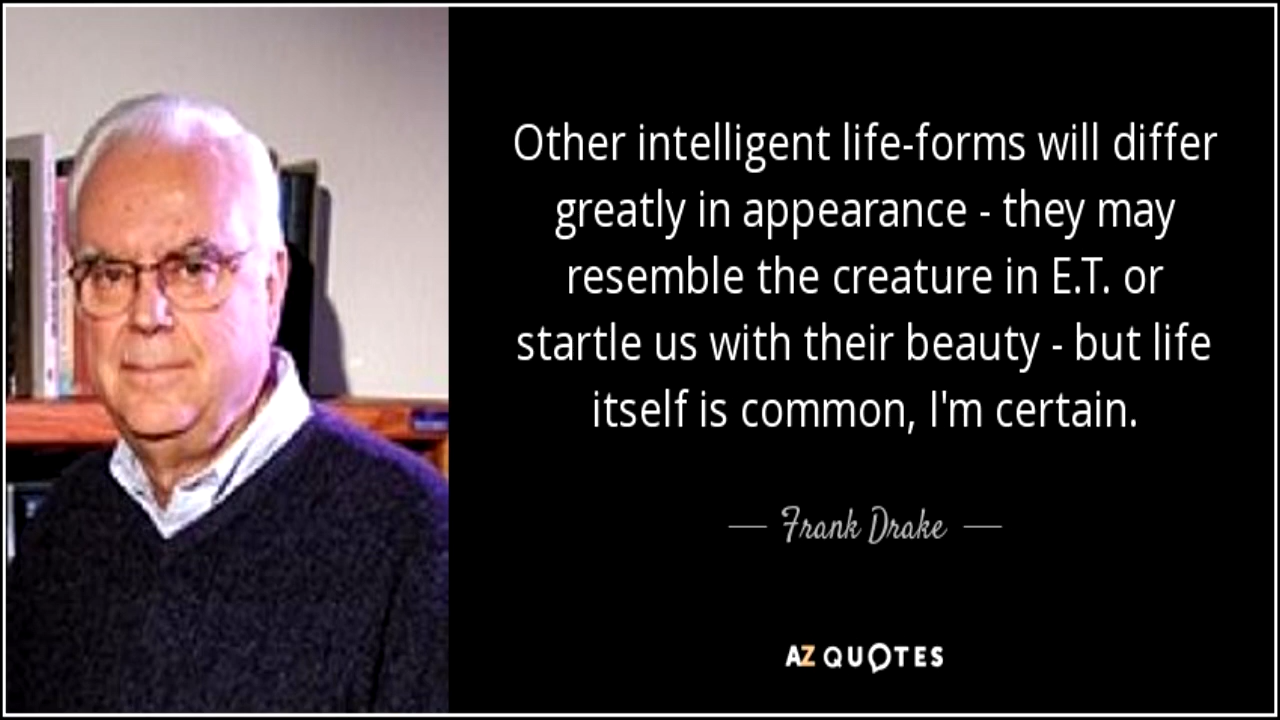 Other intelligent life-forms will differ
greatly in appearance - they may
resemble the creature in E.T. or
startle us with their beauty - but life
itself is common, I'm certain.
Frank Drake
AZ QUOTES